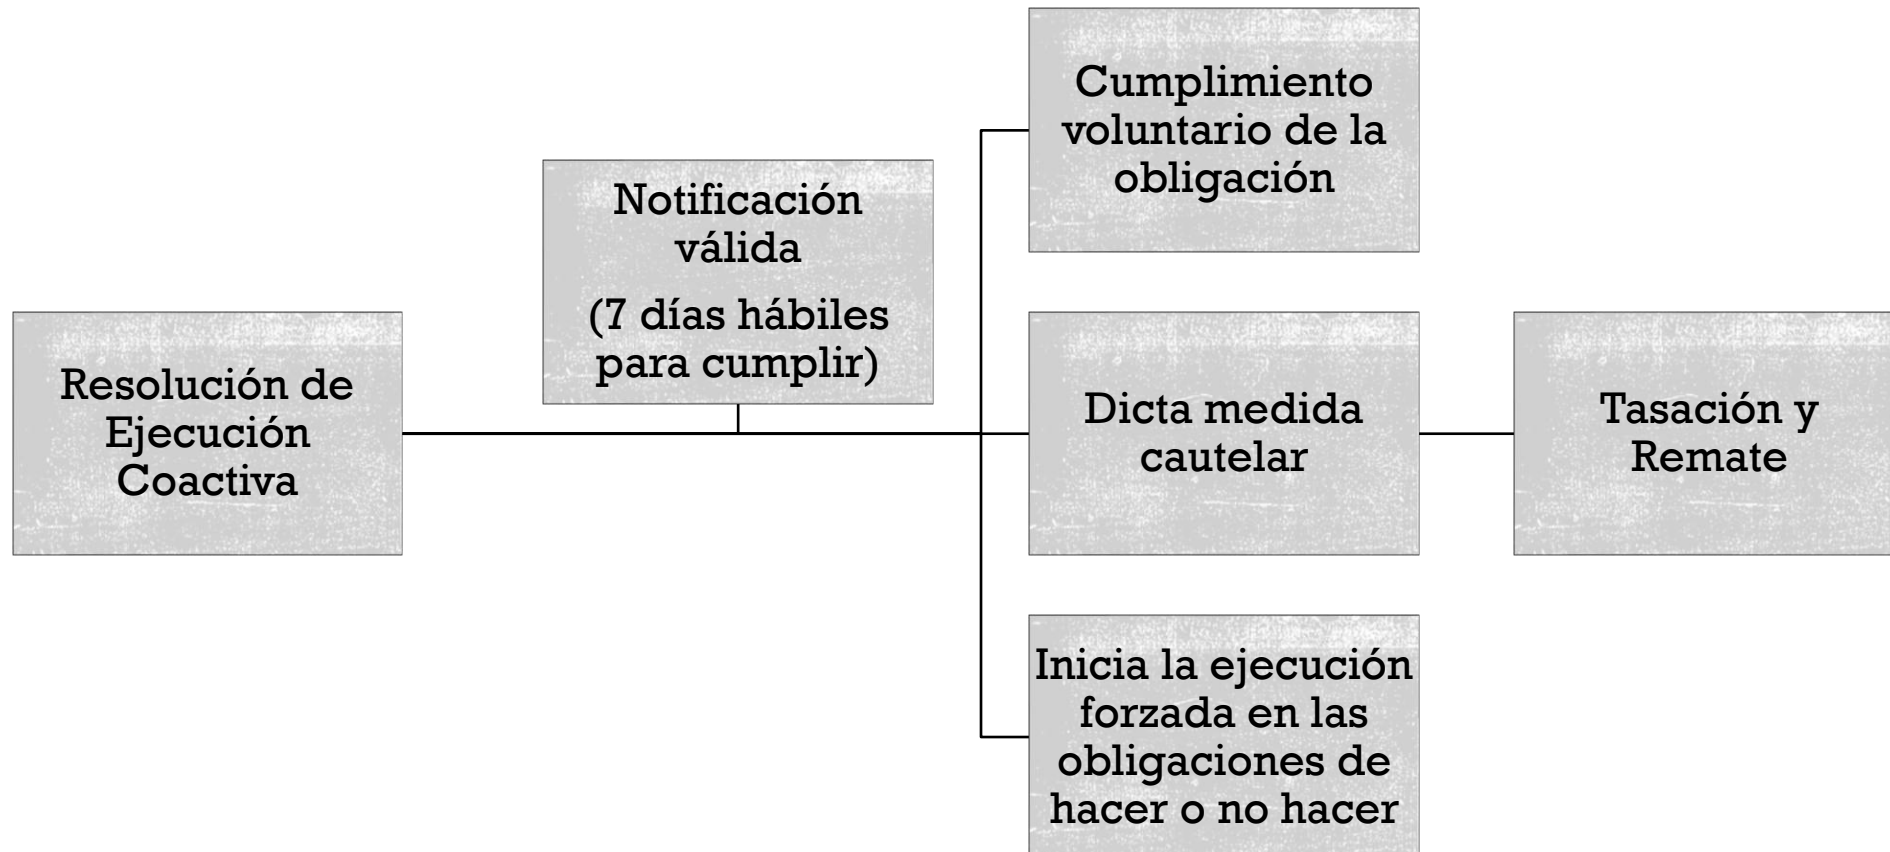 Resolución de
Ejecución
Coactiva
Notificación
válida
(7 días hábiles
para cumplir)
Cumplimiento
voluntario de la
obligación
Dicta medida
cautelar
Tasación y
Remate
Inicia la ejecución
forzada en las
obligaciones de
hacer o no hacer